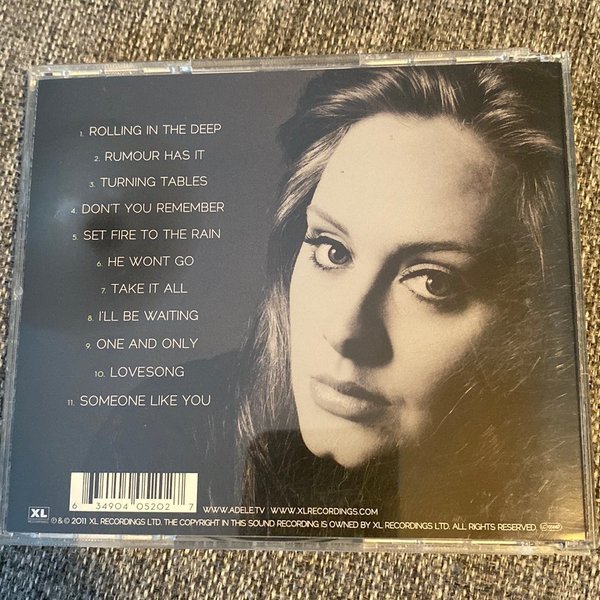 1. ROLLING IN THE DEEP
2. RUMOUR HAS IT
3. TURNING TABLES
4. DON'T YOU REMEMBER
5. SET FIRE TO THE RAIN
6. HE WONT GO
7. TAKE IT ALL
8. I'LL BE WAITING
9. ONE AND ONLY
10. LOVESONG
11. SOMEONE LIKE YOU
6 34904 05202 7
WWW.ADELE.TV WWW.XLRECORDINGS.COM
XL
℗ & © 2011 XL RECORDINGS LTD. THE COPYRIGHT IN THIS SOUND RECORDING IS OWNED BY XL RECORDINGS LTD. ALL RIGHTS RESERVED.